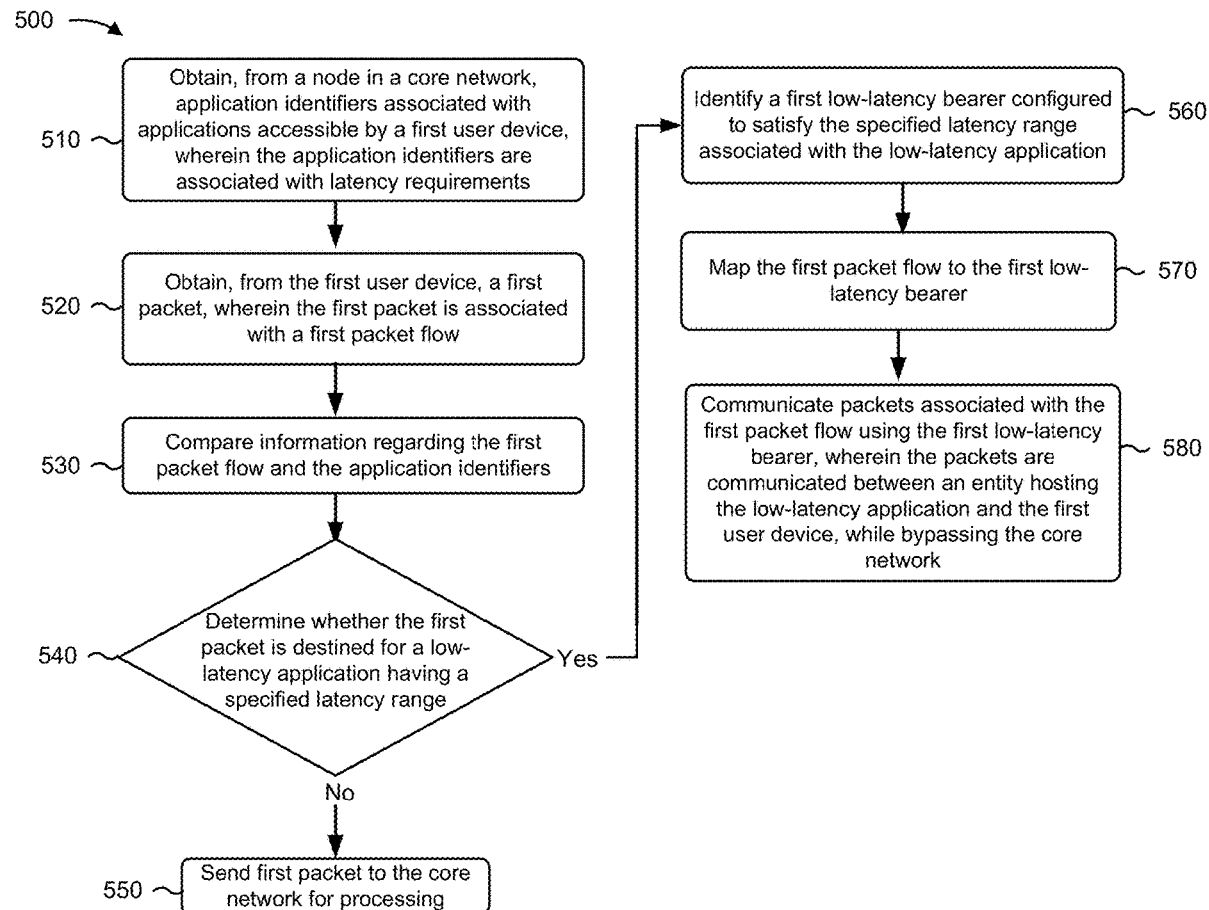 500
510
Obtain, from a node in a core network,
application identifiers associated with
applications accessible by a first user device,
wherein the application identifiers are
associated with latency requirements
520
Obtain, from the first user device, a first
packet, wherein the first packet is associated
with a first packet flow
530
Compare information regarding the first
packet flow and the application identifiers
540
Determine whether the first
packet is destined for a low-
latency application having a
specified latency range
Yes
No
550
Send first packet to the core
network for processing
Identify a first low-latency bearer configured
to satisfy the specified latency range
associated with the low-latency application
560
Map the first packet flow to the first low-
latency bearer
570
Communicate packets associated with the
first packet flow using the first low-latency
bearer, wherein the packets are
communicated between an entity hosting
the low-latency application and the first
user device, while bypassing the core
network
580